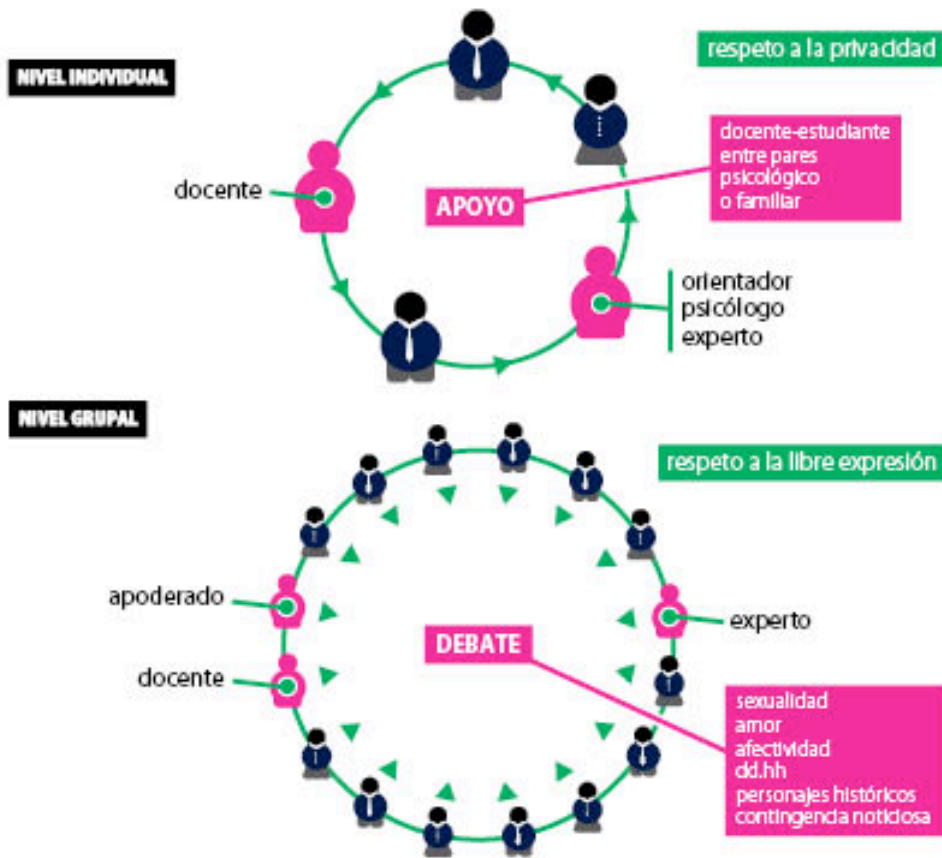 NIVEL INDIVIDUAL
respeto a la privacidad
docente-estudiante
entre pares
psicológico
o familiar
docente
APOYO
orientador
psicólogo
experto
NIVEL GRUPAL
respeto a la libre expresión
apoderado
docente
DEBATE
experto
sexualidad
amor
afectividad
dd.hh
personajes históricos
contingencia noticiosa